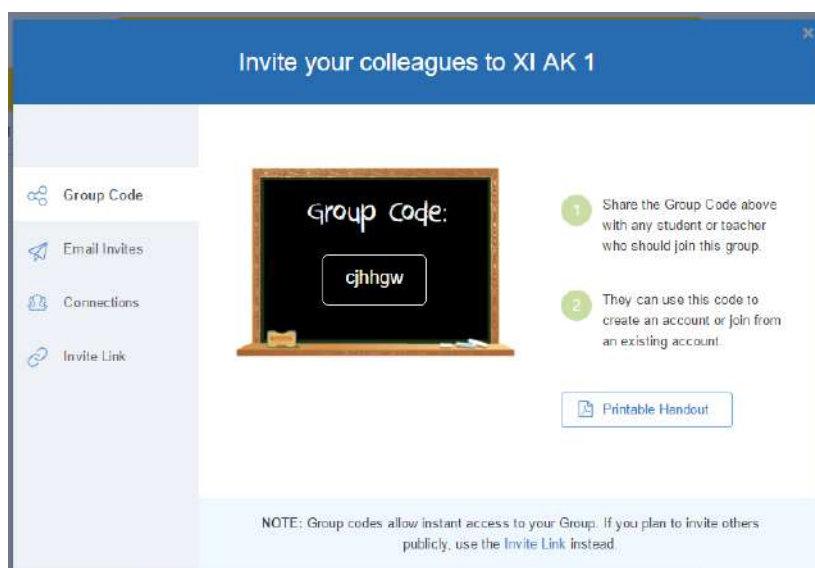 Invite your colleagues to XI AK 1
Group Code
Email Invites
Connections
Invite Link
Group Code:
cjhhgw
1
Share the Group Code above
with any student or teacher
who should join this group.
2
They can use this code to
create an account or join from
an existing account.
Printable Handout
NOTE: Group codes allow instant access to your Group. If you plan to invite others
publicly, use the Invite Link instead.